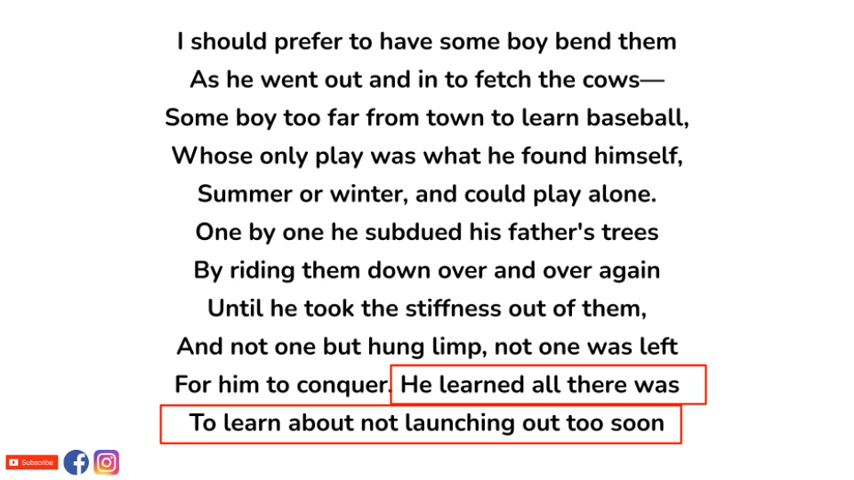 I should prefer to have some boy bend them
As he went out and in to fetch the cows—
Some boy too far from town to learn baseball,
Whose only play was what he found himself,
Summer or winter, and could play alone.
One by one he subdued his father's trees
By riding them down over and over again
Until he took the stiffness out of them,
And not one but hung limp, not one was left
For him to conquer. He learned all there was
To learn about not launching out too soon
Subscribe